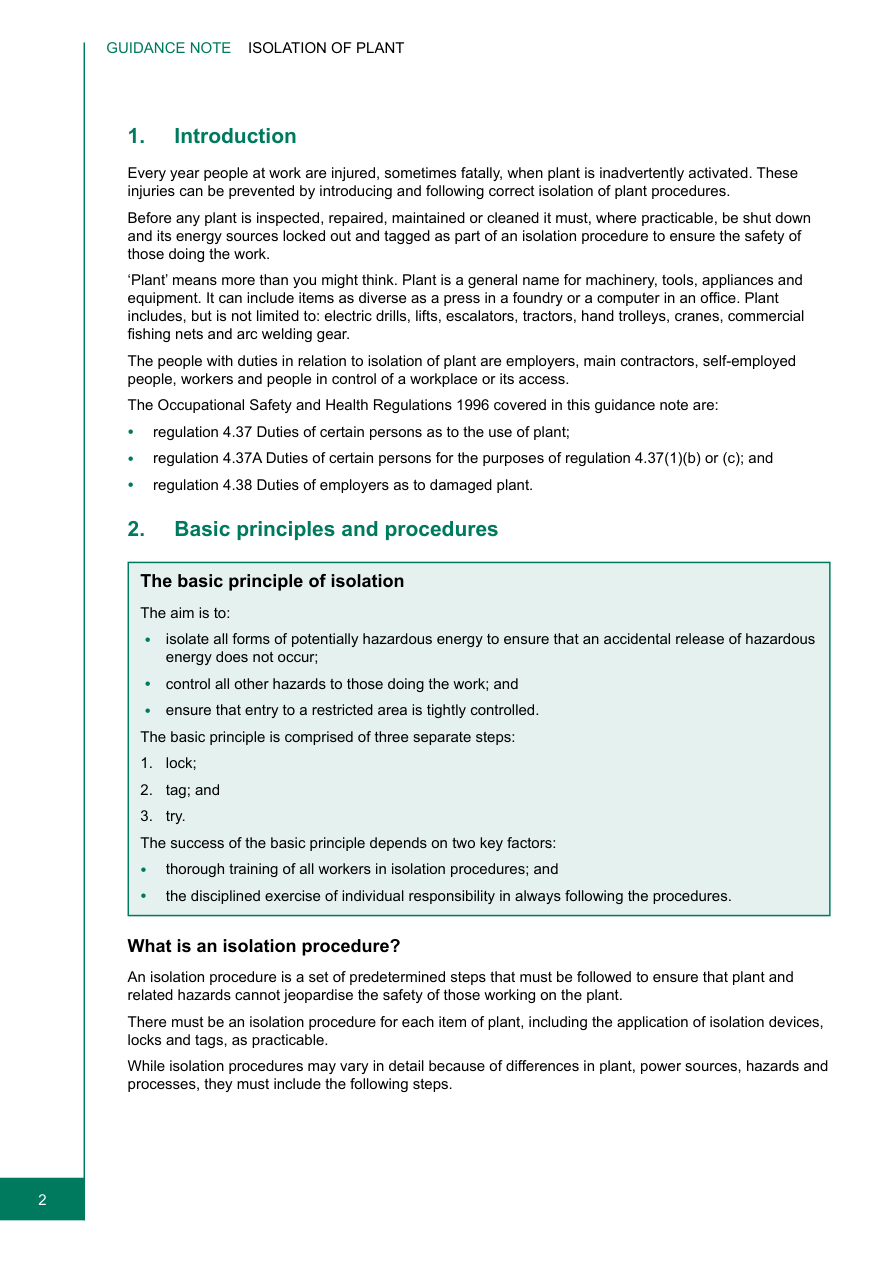 GUIDANCE NOTE ISOLATION OF PLANT
1. Introduction
Every year people at work are injured, sometimes fatally, when plant is inadvertently activated. These
injuries can be prevented by introducing and following correct isolation of plant procedures.
Before any plant is inspected, repaired, maintained or cleaned it must, where practicable, be shut down
and its energy sources locked out and tagged as part of an isolation procedure to ensure the safety of
those doing the work.
‘Plant’ means more than you might think. Plant is a general name for machinery, tools, appliances and
equipment. It can include items as diverse as a press in a foundry or a computer in an office. Plant
includes, but is not limited to: electric drills, lifts, escalators, tractors, hand trolleys, cranes, commercial
fishing nets and arc welding gear.
The people with duties in relation to isolation of plant are employers, main contractors, self-employed
people, workers and people in control of a workplace or its access.
The Occupational Safety and Health Regulations 1996 covered in this guidance note are:
• regulation 4.37 Duties of certain persons as to the use of plant;
• regulation 4.37A Duties of certain persons for the purposes of regulation 4.37(1)(b) or (c); and
• regulation 4.38 Duties of employers as to damaged plant.
2. Basic principles and procedures
The basic principle of isolation
The aim is to:
• isolate all forms of potentially hazardous energy to ensure that an accidental release of hazardous
energy does not occur;
• control all other hazards to those doing the work; and
• ensure that entry to a restricted area is tightly controlled.
The basic principle is comprised of three separate steps:
1. lock;
2. tag; and
3. try.
The success of the basic principle depends on two key factors:
• thorough training of all workers in isolation procedures; and
• the disciplined exercise of individual responsibility in always following the procedures.
What is an isolation procedure?
An isolation procedure is a set of predetermined steps that must be followed to ensure that plant and
related hazards cannot jeopardise the safety of those working on the plant.
There must be an isolation procedure for each item of plant, including the application of isolation devices,
locks and tags, as practicable.
While isolation procedures may vary in detail because of differences in plant, power sources, hazards and
processes, they must include the following steps.
2